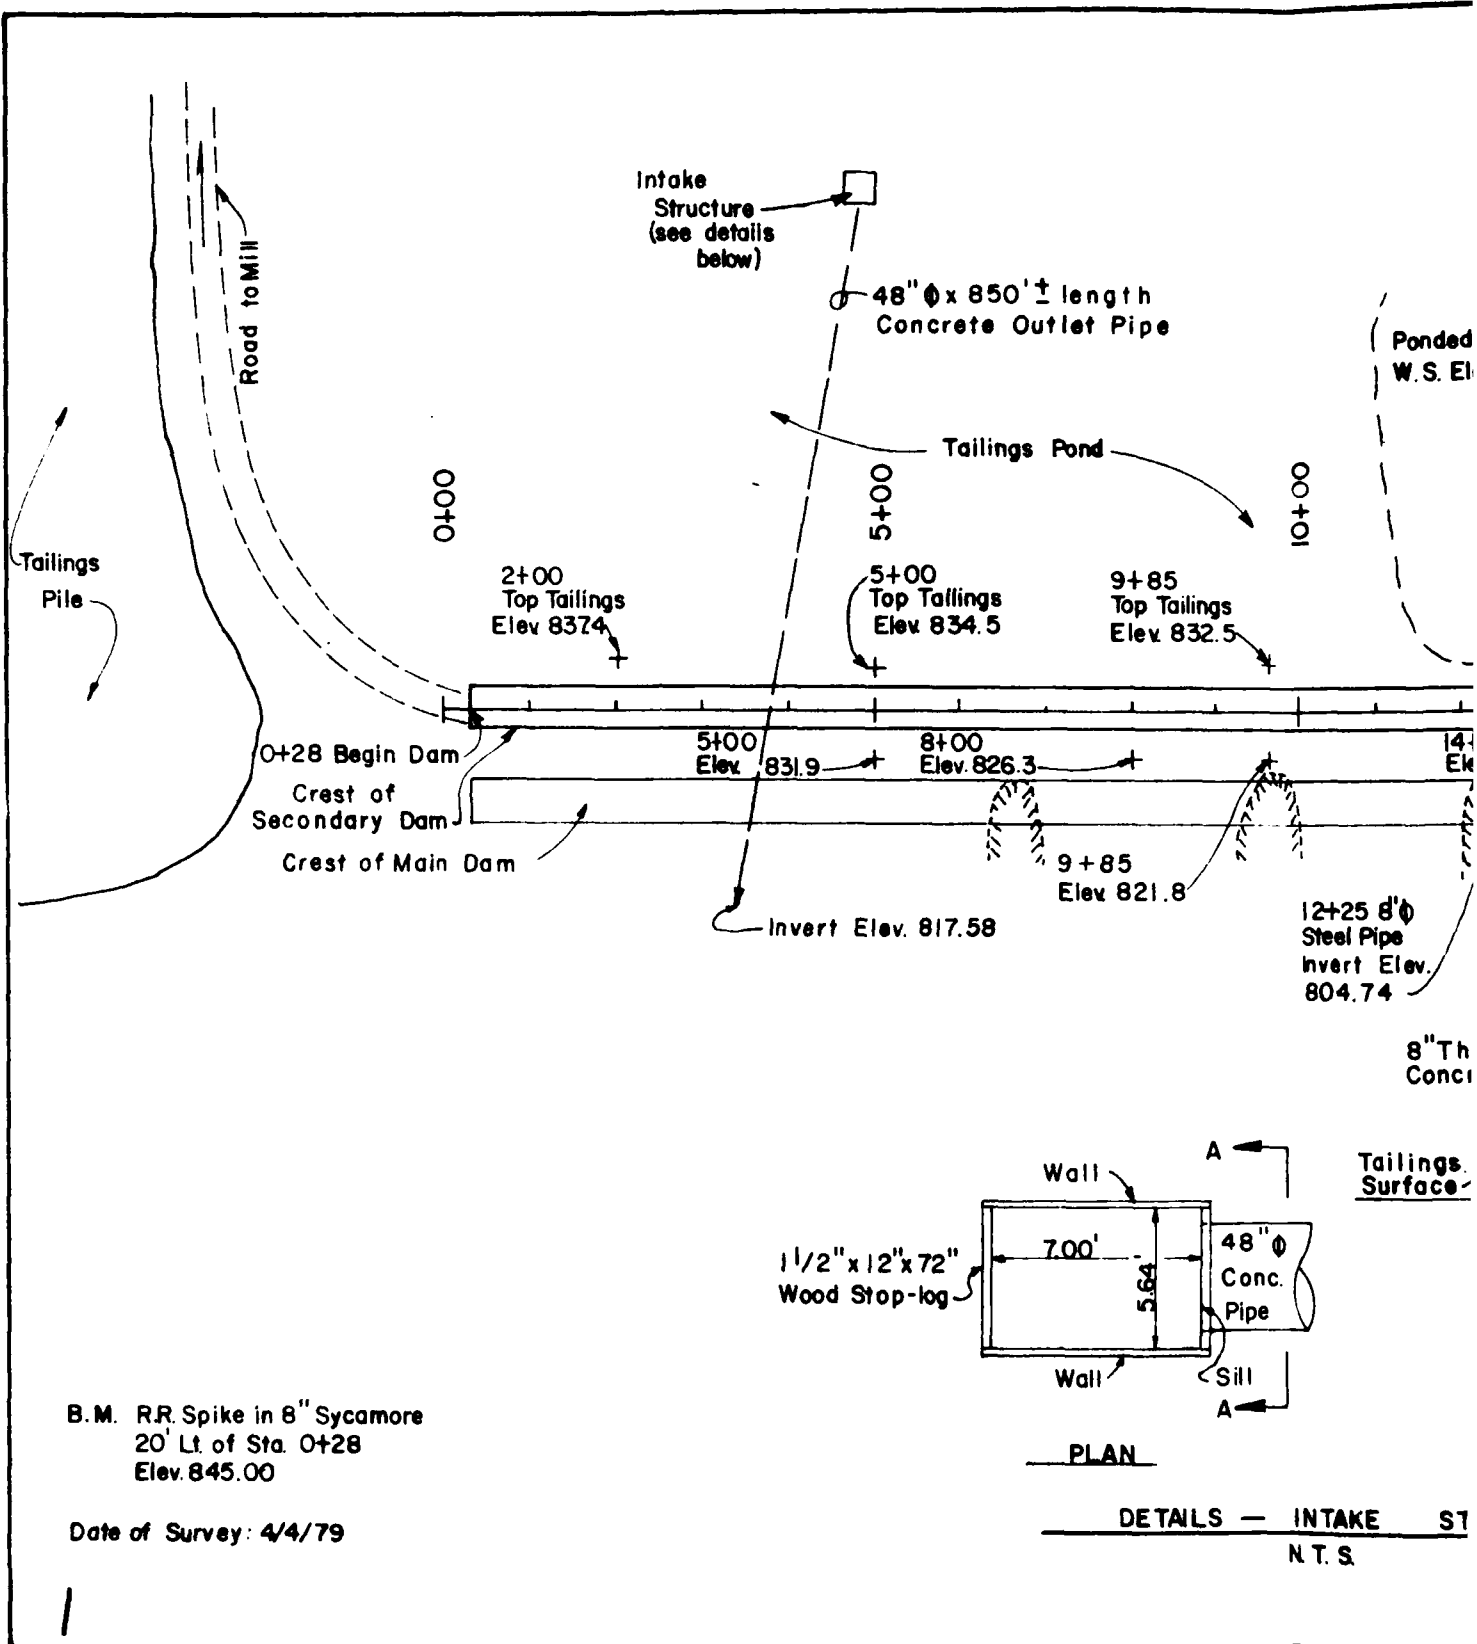 Intake
Structure
(see details
below)
48"ϕ x 850'± length
Concrete Outlet Pipe
Road to Mill
Ponded
W.S. El
Tailings Pond
0+00
5+00
10+00
Tailings
Pile
2+00
Top Tailings
Elev. 837.4
5+00
Top Tailings
Elev. 834.5
9+85
Top Tailings
Elev. 832.5
0+28 Begin Dam
5+00
Elev. 831.9
8+00
Elev. 826.3
14+
Ele
Crest of
Secondary Dam
Crest of Main Dam
9+85
Elev. 821.8
Invert Elev. 817.58
12+25 8"ϕ
Steel Pipe
Invert Elev.
804.74
8" Th
Concr
A
Tailings
Surface
Wall
7.00'
5.64'
48"ϕ
Conc.
Pipe
1 1/2" x 12" x 72"
Wood Stop-log
Wall
Sill
A
PLAN
B.M. R.R. Spike in 8" Sycamore
20' Lt. of Sta. 0+28
Elev. 845.00
Date of Survey: 4/4/79
DETAILS — INTAKE ST
N.T.S.